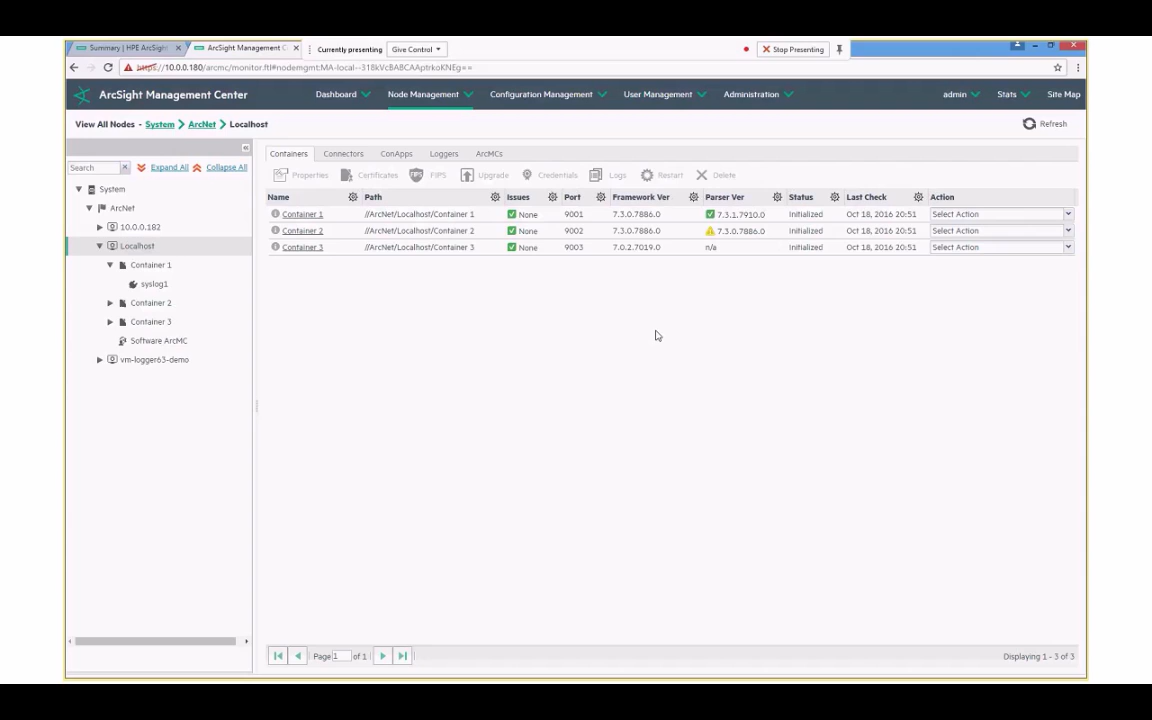 Summary | HPE ArcSight
ArcSight Management C
Currently presenting
Give Control
Stop Presenting
https://10.0.0.180/arcmc/monitor.ftl#nodemgmt:MA-local--318kVcBABCAAptrkoKNEg==
ArcSight Management Center
Dashboard
Node Management
Configuration Management
User Management
Administration
admin
Stats
Site Map
View All Nodes - System > ArcNet > Localhost
Refresh
Containers
Connectors
ConApps
Loggers
ArcMCs
Search
Expand All
Collapse All
Properties
Certificates
FIPS
Upgrade
Credentials
Logs
Restart
Delete
System
ArcNet
10.0.0.182
Localhost
Container 1
syslog1
Container 2
Container 3
Software ArcMC
vm-logger63-demo
Name Path Issues Port Framework Ver Parser Ver Status Last Check Action
Container 1 //ArcNet/Localhost/Container 1 None 9001 7.3.0.7886.0 7.3.1.7910.0 Initialized Oct 18, 2016 20:51 Select Action
Container 2 //ArcNet/Localhost/Container 2 None 9002 7.3.0.7886.0 7.3.0.7886.0 Initialized Oct 18, 2016 20:51 Select Action
Container 3 //ArcNet/Localhost/Container 3 None 9003 7.0.2.7019.0 n/a Initialized Oct 18, 2016 20:51 Select Action
Page 1 of 1
Displaying 1 - 3 of 3